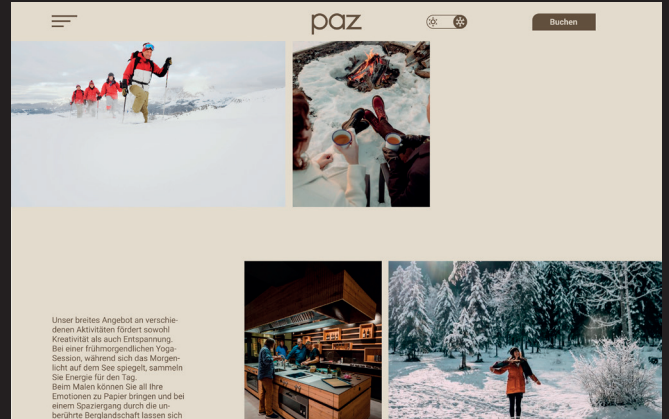 paz
Buchen
Unser breites Angebot an verschie-
denen Aktivitäten fördert sowohl
Kreativität als auch Entspannung.
Bei einer frühmorgendlichen Yoga-
Session, während sich das Morgen-
licht auf dem See spiegelt, sammeln
Sie Energie für den Tag.
Beim Malen können Sie all Ihre
Emotionen zu Papier bringen und bei
einem Spaziergang durch die un-
berührte Berglandschaft lassen sich